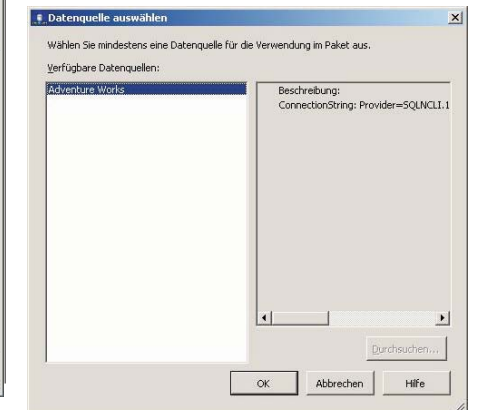 Datenquelle auswählen
Wählen Sie mindestens eine Datenquelle für die Verwendung im Paket aus.
Verfügbare Datenquellen:
Adventure Works
Beschreibung:
ConnectionString: Provider=SQLNCLI.1
Durchsuchen...
OK
Abbrechen
Hilfe